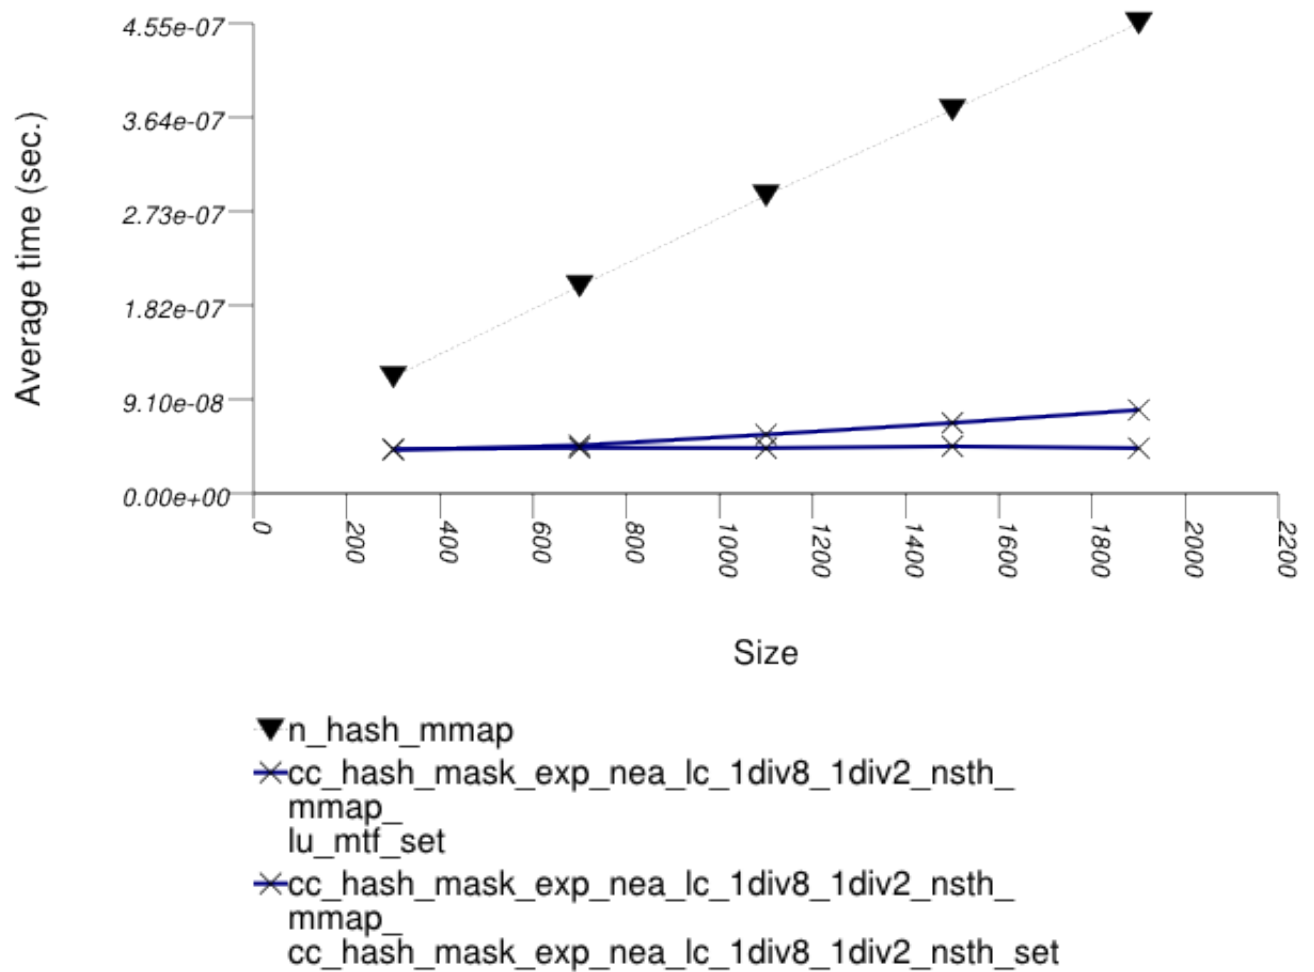 4.55e-07
3.64e-07
2.73e-07
1.82e-07
9.10e-08
0.00e+00
Average time (sec.)
0
200
400
600
800
1000
1200
1400
1600
1800
2000
2200
Size
n_hash_mmap
cc_hash_mask_exp_nea_lc_1div8_1div2_nsth_
mmap_
lu_mtf_set
cc_hash_mask_exp_nea_lc_1div8_1div2_nsth_
mmap_
cc_hash_mask_exp_nea_lc_1div8_1div2_nsth_set